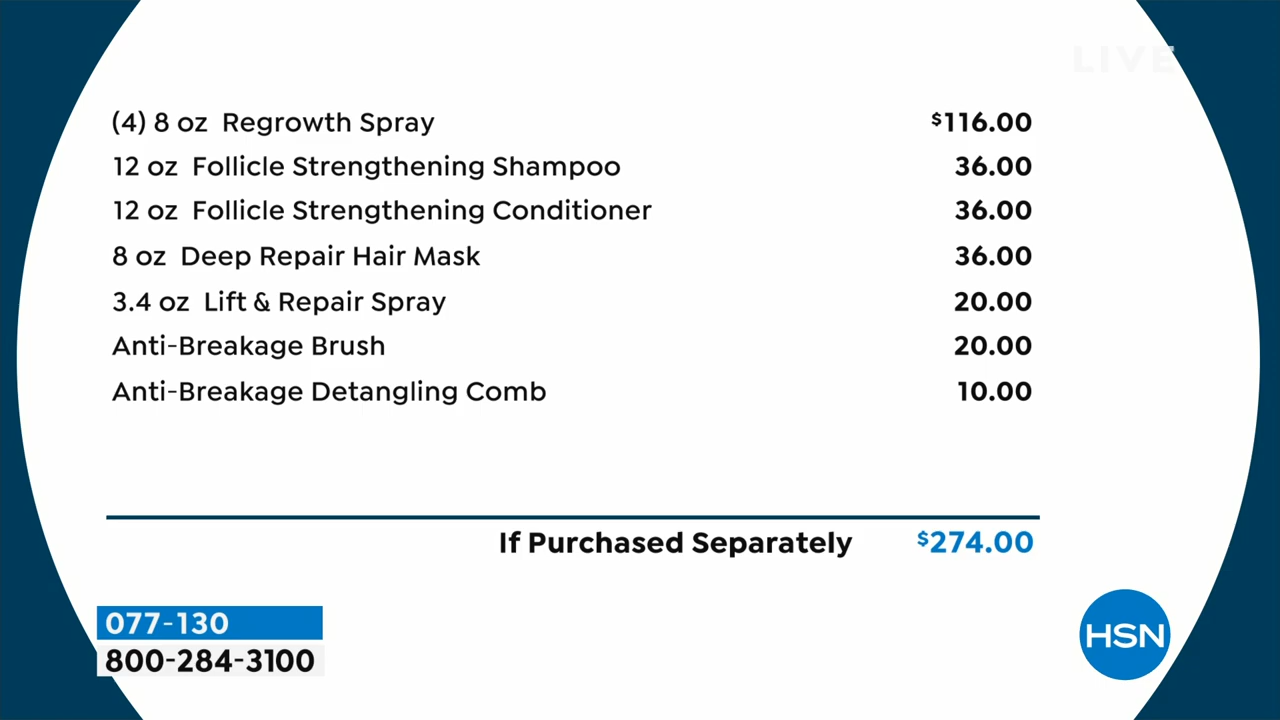 LIVE
(4) 8 oz Regrowth Spray $116.00
12 oz Follicle Strengthening Shampoo 36.00
12 oz Follicle Strengthening Conditioner 36.00
8 oz Deep Repair Hair Mask 36.00
3.4 oz Lift & Repair Spray 20.00
Anti-Breakage Brush 20.00
Anti-Breakage Detangling Comb 10.00
If Purchased Separately $274.00
077-130
800-284-3100
HSN